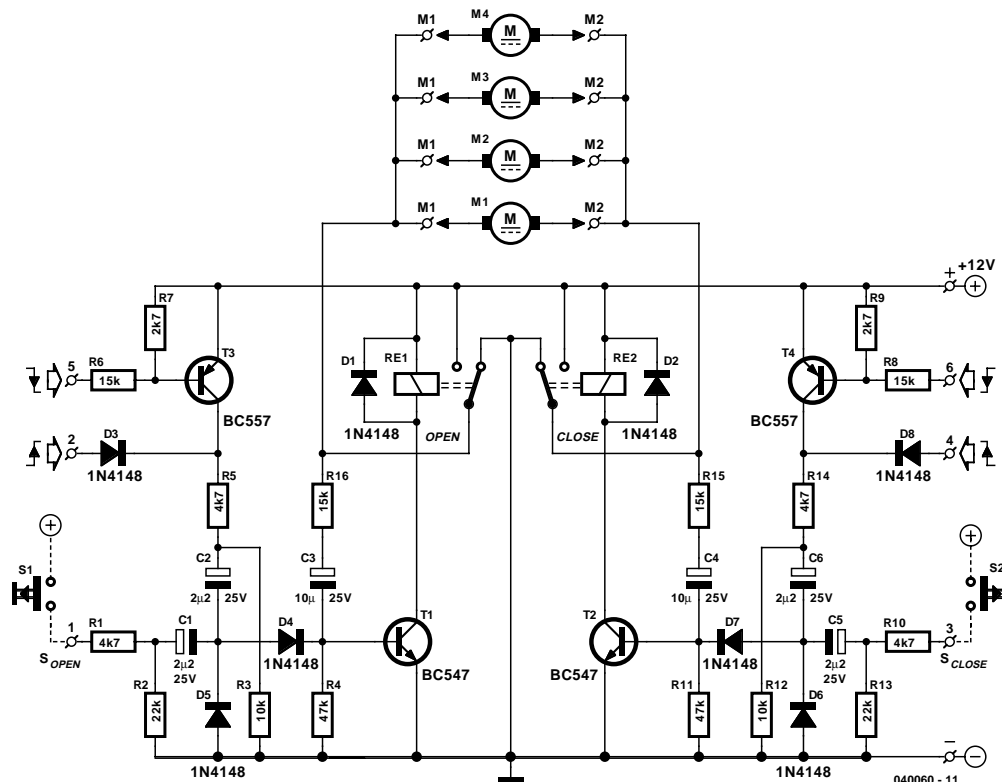 M1 M4 M2
M
M1 M3 M2
M
M1 M2 M2
M
M1 M1 M2
M
+ +12V
R7
2k7
T3
R9
2k7
T4
5 R6
15k
D1 RE1 RE2 D2
R8 6
15k
BC557 BC557
1N4148 OPEN CLOSE 1N4148
2 D3
1N4148
D8 4
1N4148
R5
4k7
R16
15k
R15
15k
R14
4k7
S1
C2
2µ2 25V
C3
10µ 25V
C4
10µ 25V
C6
2µ2 25V
S2
1 R1
4k7
C1
2µ2
25V
D4
1N4148
T1
BC547
T2
BC547
D7
1N4148
C5
2µ2
25V
R10 3
4k7
S OPEN
S CLOSE
R2
22k
D5
1N4148
R3
10k
R4
47k
R11
47k
R12
10k
D6
1N4148
R13
22k
040060 - 11